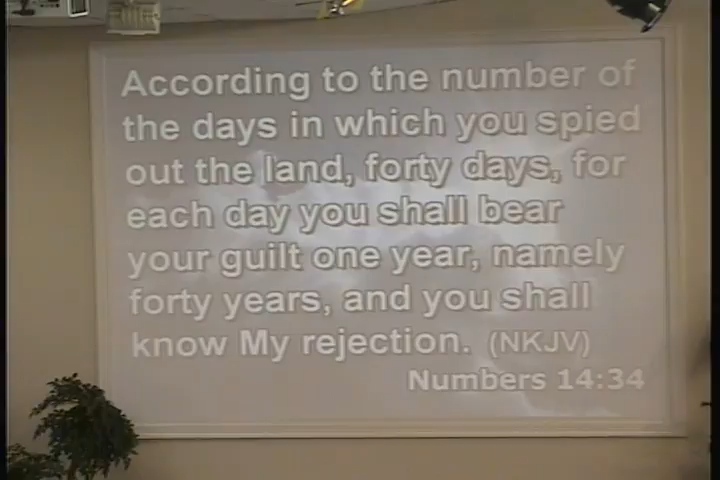 According to the number of
the days in which you spied
out the land, forty days, for
each day you shall bear
your guilt one year, namely
forty years, and you shall
know My rejection. (NKJV)
Numbers 14:34